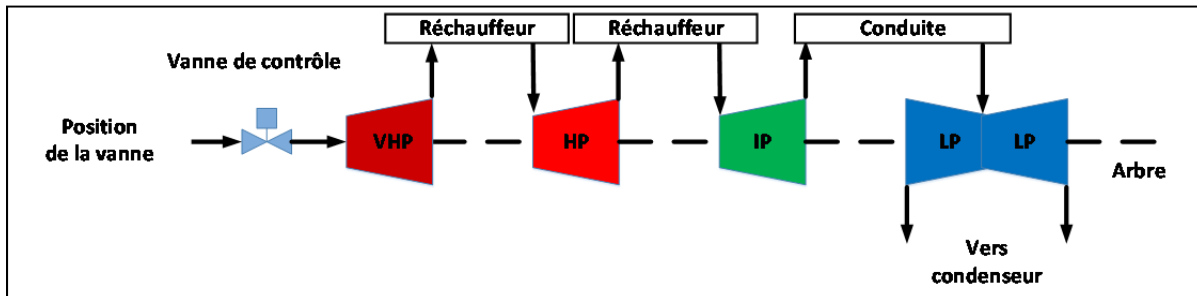 Réchauffeur
Réchauffeur
Conduite
Vanne de contrôle
Position
de la vanne
VHP
HP
IP
LP
LP
Arbre
Vers
condenseur